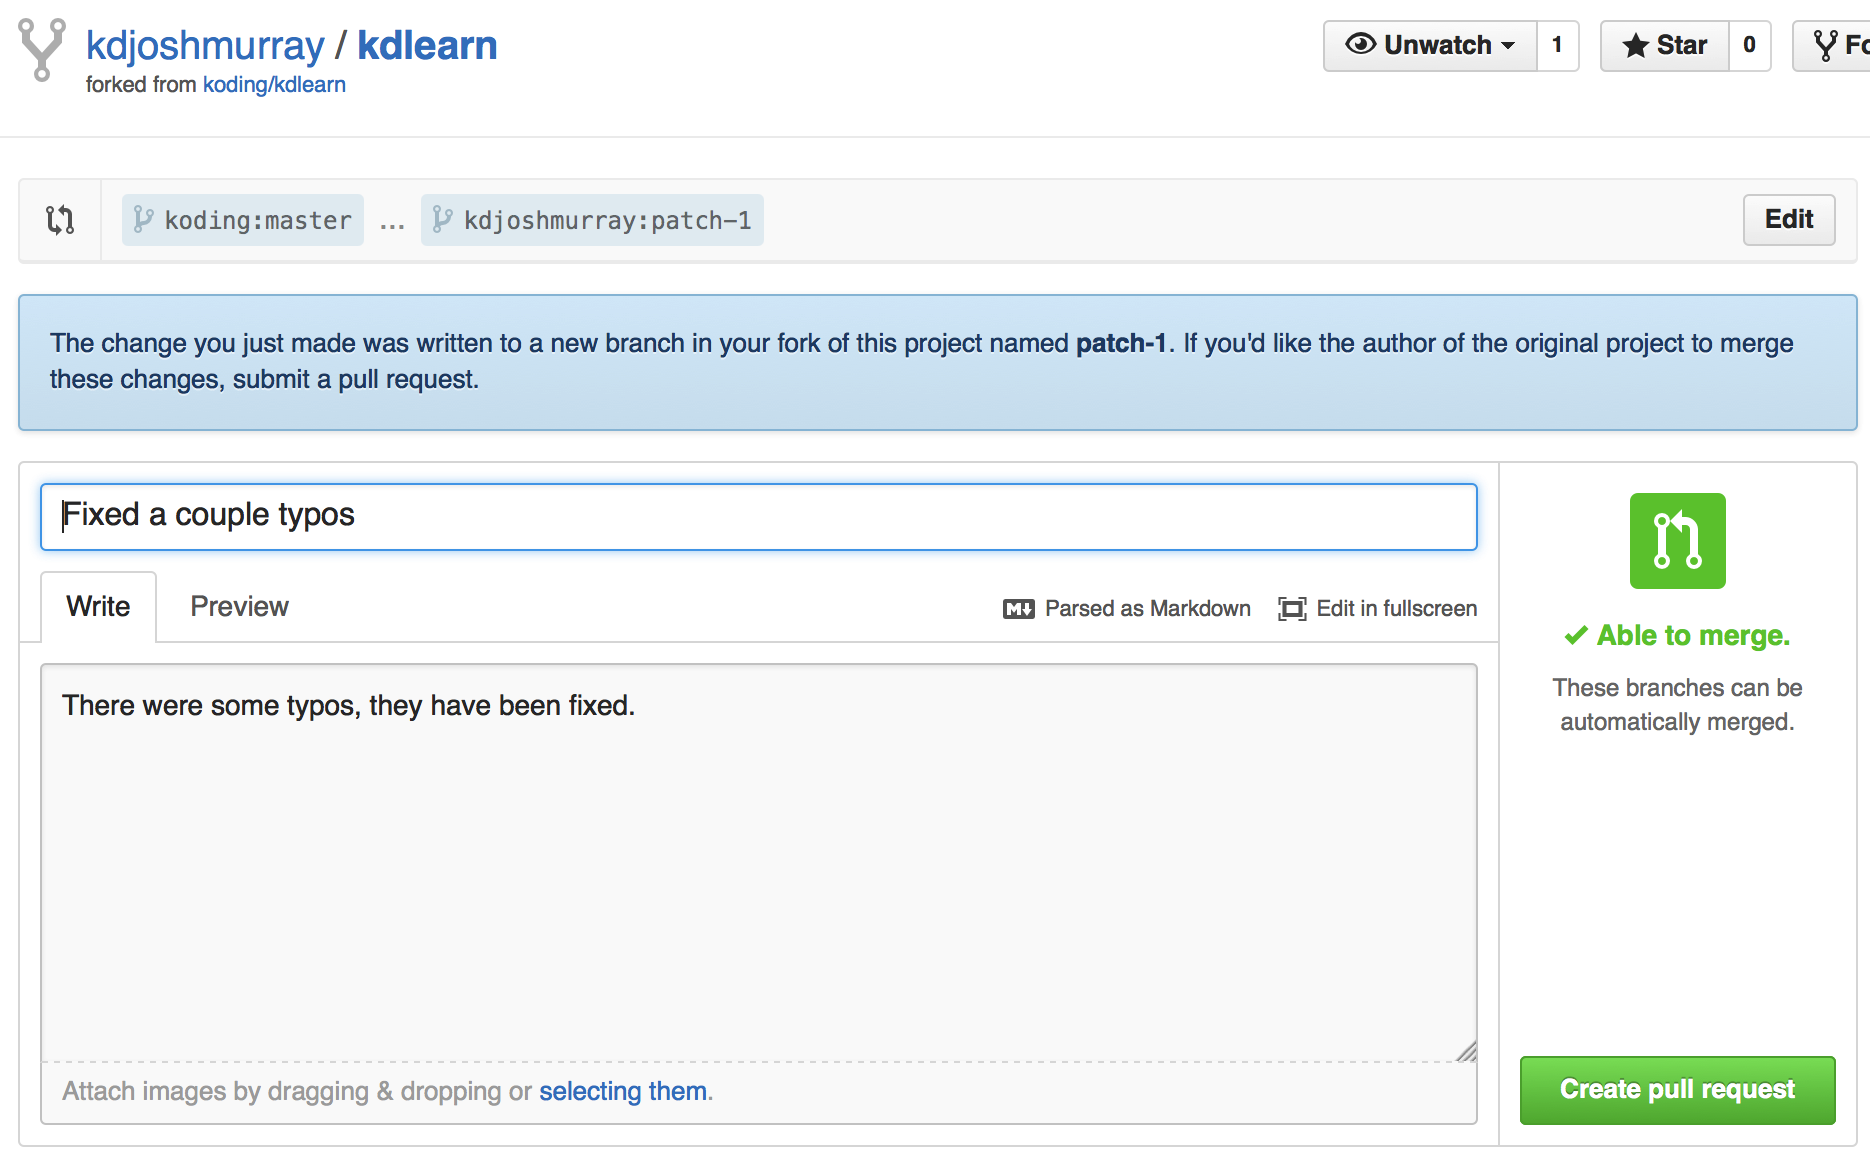 kdjoshmurray / kdlearn
forked from koding/kdlearn
Unwatch 1
Star 0
Fo
koding:master ... kdjoshmurray:patch-1
Edit
The change you just made was written to a new branch in your fork of this project named patch-1. If you'd like the author of the original project to merge
these changes, submit a pull request.
Fixed a couple typos
Write Preview
M Parsed as Markdown Edit in fullscreen
There were some typos, they have been fixed.
Attach images by dragging & dropping or selecting them.
Able to merge.
These branches can be
automatically merged.
Create pull request